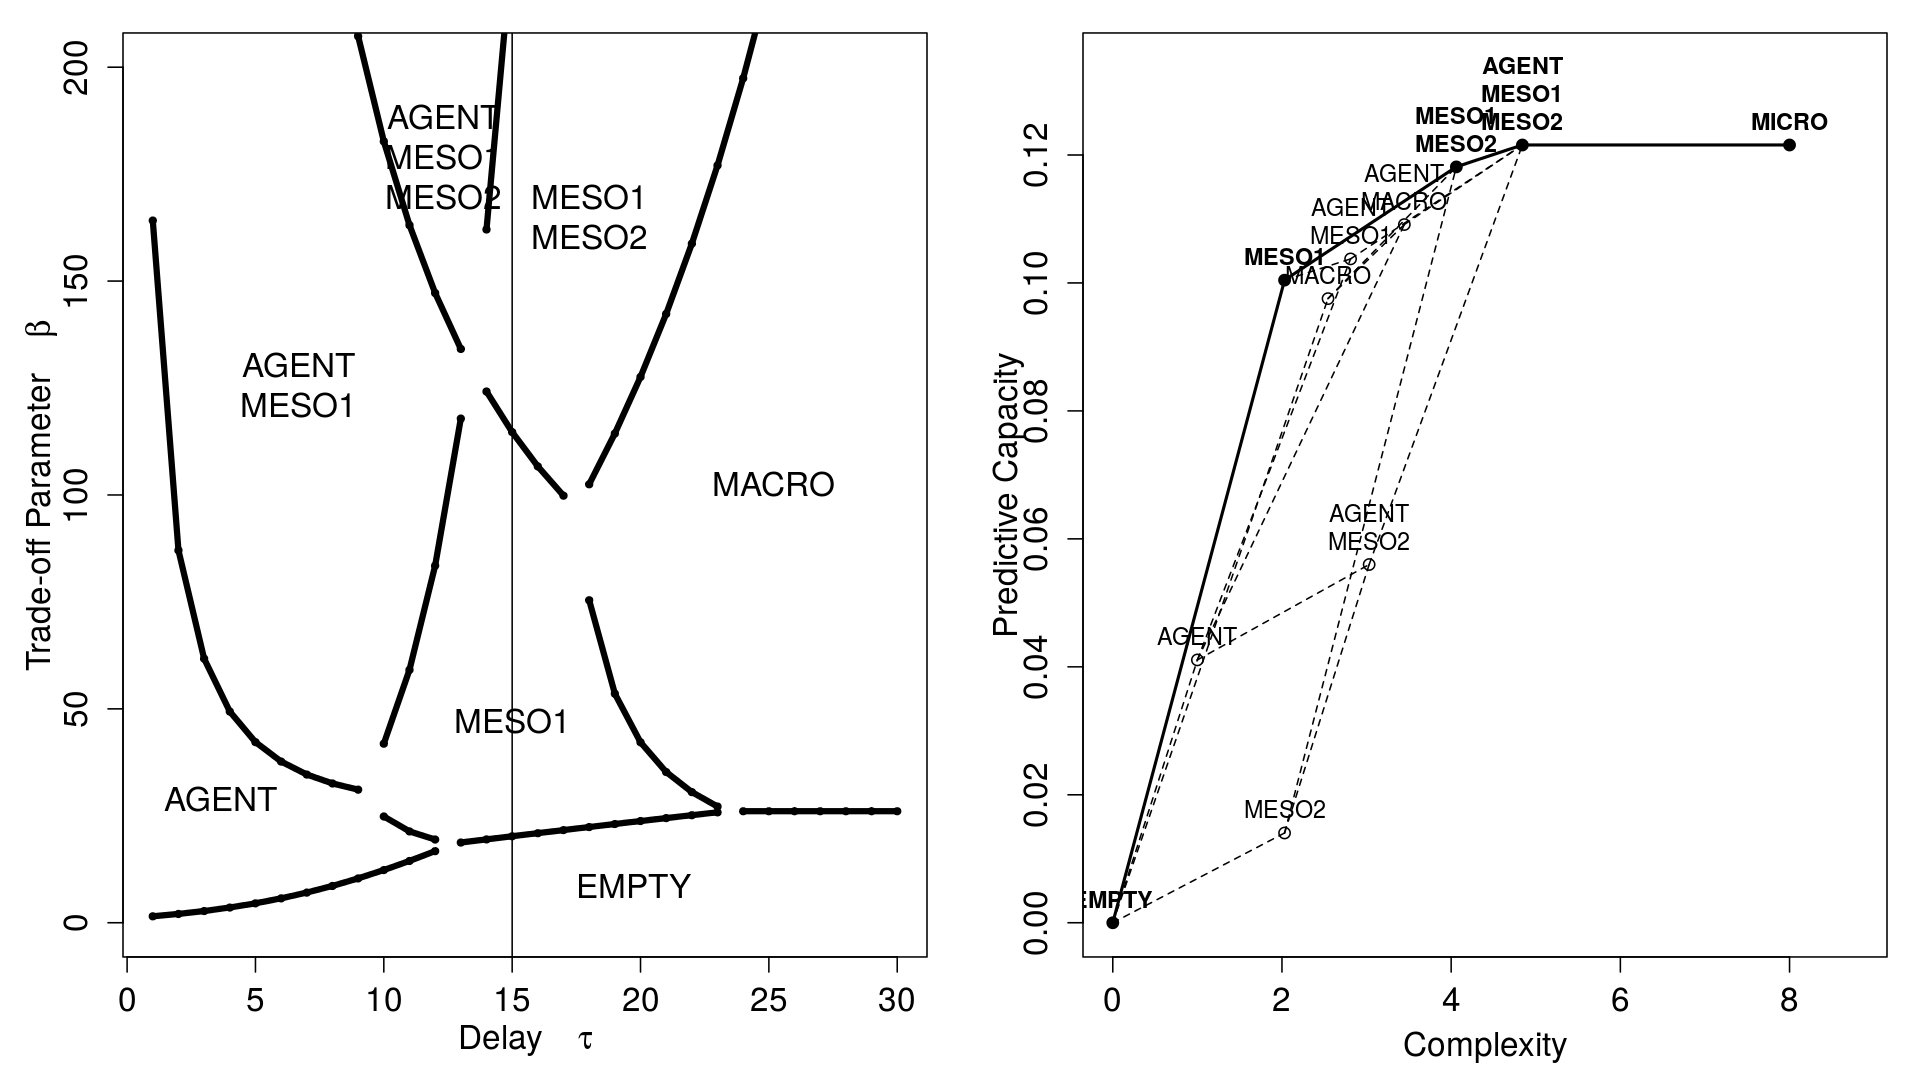 200
150
100
50
0
Trade-off Parameter β
AGENT
MESO1
MESO2
MESO1
MESO2
AGENT
MESO1
MACRO
MESO1
AGENT
EMPTY
0 5 10 15 20 25 30
Delay τ
0.12
0.10
0.08
0.06
0.04
0.02
0.00
Predictive Capacity
AGENT
MESO1
MESO2
MESO1
MESO2
MICRO
AGENT
MACRO
AGENT
MESO1
MESO1
MACRO
AGENT
MESO2
AGENT
MESO2
EMPTY
0 2 4 6 8
Complexity